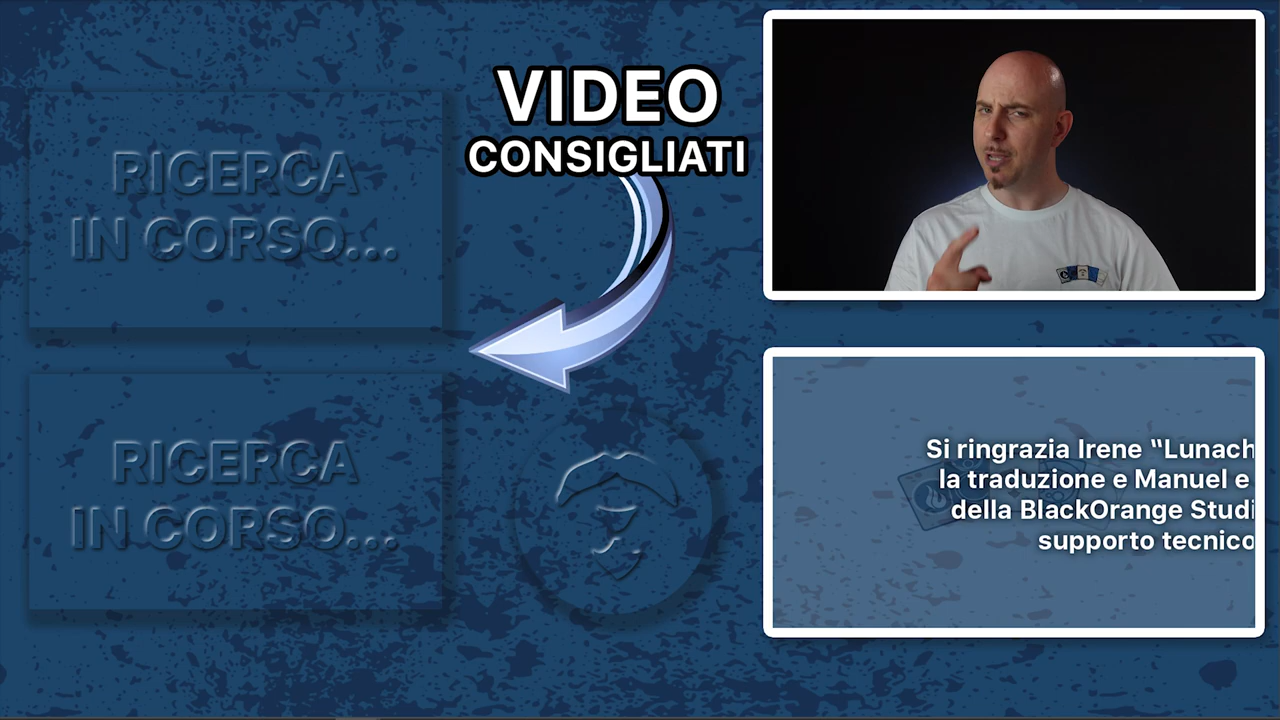 VIDEO
CONSIGLIATI
RICERCA
IN CORSO...
RICERCA
IN CORSO...
Si ringrazia Irene “Lunach
la traduzione e Manuel e
della BlackOrange Studi
supporto tecnico